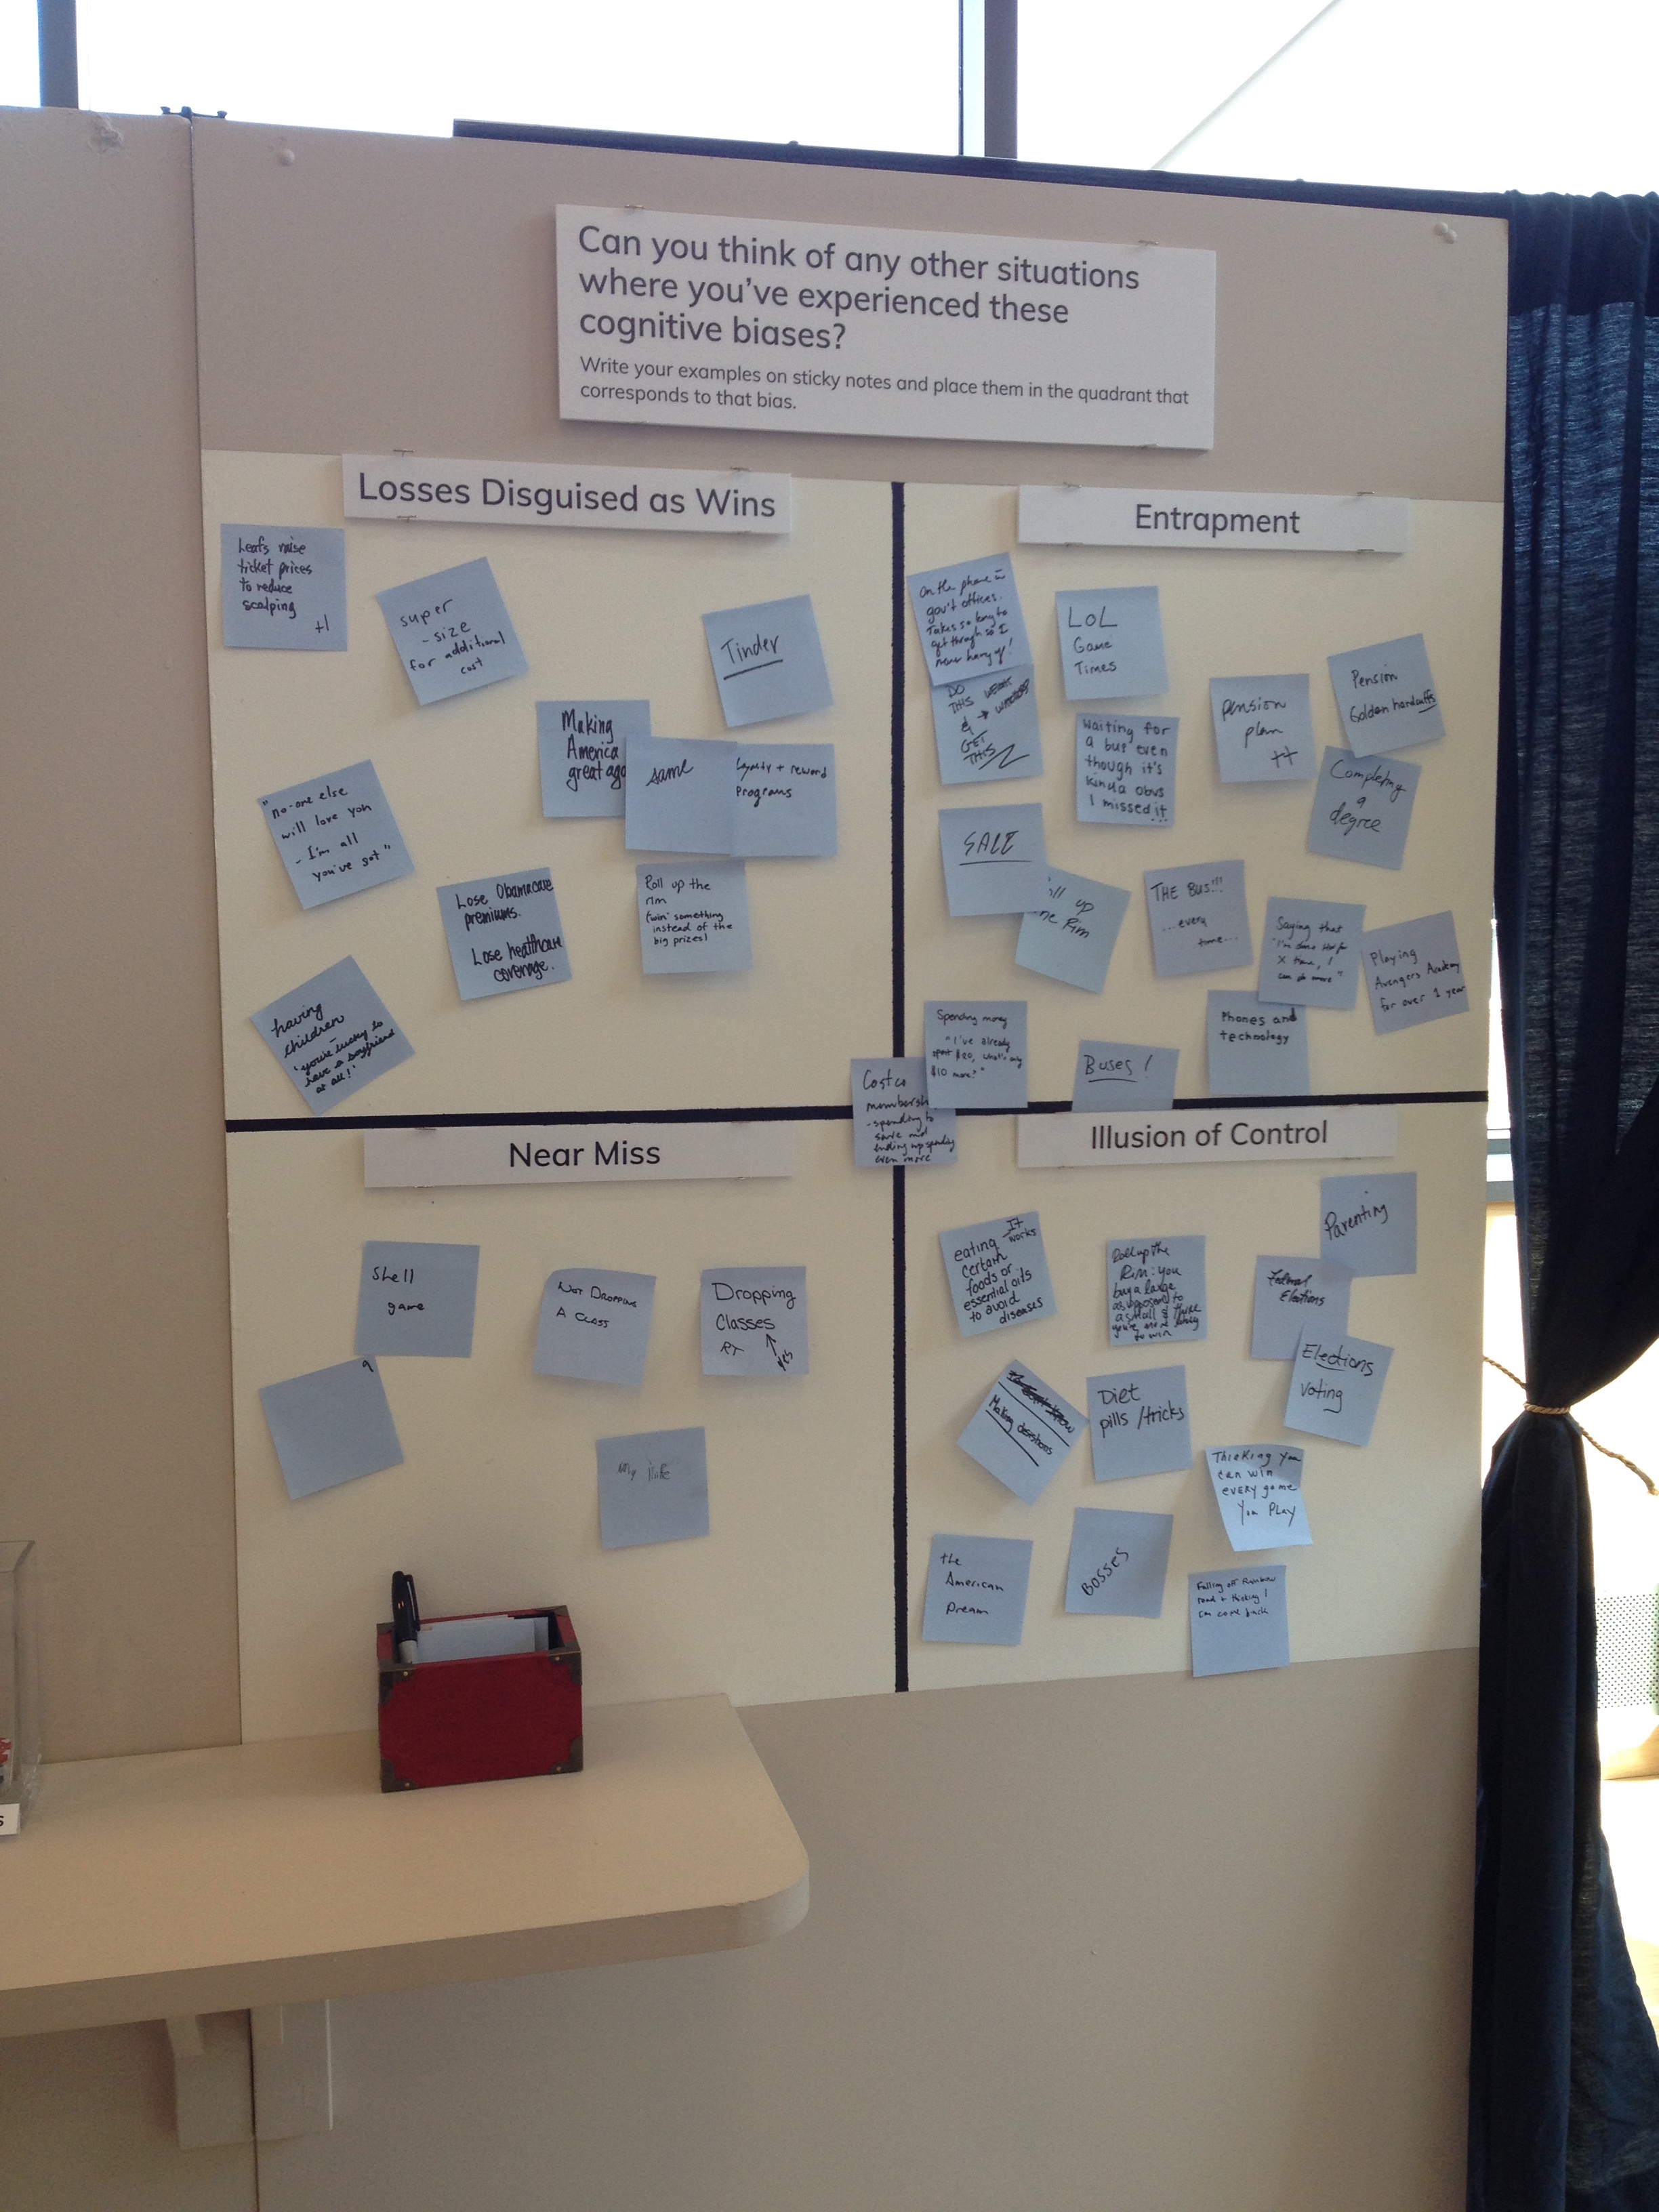 Can you think of any other situations
where you've experienced these
cognitive biases?
Write your examples on sticky notes and place them in the quadrant that
corresponds to that bias.
Losses Disguised as Wins
Leafs raise
ticket prices
to reduce
scalping
+1
super
-size
for additional
cost
Tinder
Making
America
great aga
same
Loyalty + reward
Programs
"no-one else
will love you
- I'm all
you've got"
Lose Obamacare
premiums.
Lose healthcare
coverage.
Roll up the
rim
(win something
instead of the
big prizes)
having
children
'you're lucky to
have a boyfriend
at all!'
Entrapment
on the phone in
gov't offices.
Takes so long to
get through so I
never hang up!
DO
THIS
&
GET
THIS
LOL
Game
Times
waiting for
a bus even
though it's
kinda obvs
I missed it
!!!
pension
plan
++
Pension
Golden handcuffs
Completing
a
degree
SALE
ll up
he Rim
THE BUS!!!
...every
time...
Saying that
"I'm done this for
x time, I
can do more"
Playing
Avengers Academy
for over 1 year
Spending money
"I've already
spent $20, what's only
$10 more?"
Buses!
Phones and
technology
Costco
membersh
-spending to
save and
ending up spending
even more
Near Miss
Shell
game
NOT DROPPING
A CLASS
Dropping
Classes
RT
yes
9
My life
Illusion of Control
It
works
eating
certain
foods or
essential oils
to avoid
diseases
Roll up the
Rim: you
buy a large
as opposed to
a small & think
you're more likely
to win
Parenting
Federal
Elections
Elections
Voting
Making decisions
Diet
pills/tricks
Thinking you
can win
every game
You Play
the
American
Dream
BOSSES
Falling off Rainbow
road + thinking I
can come back
S